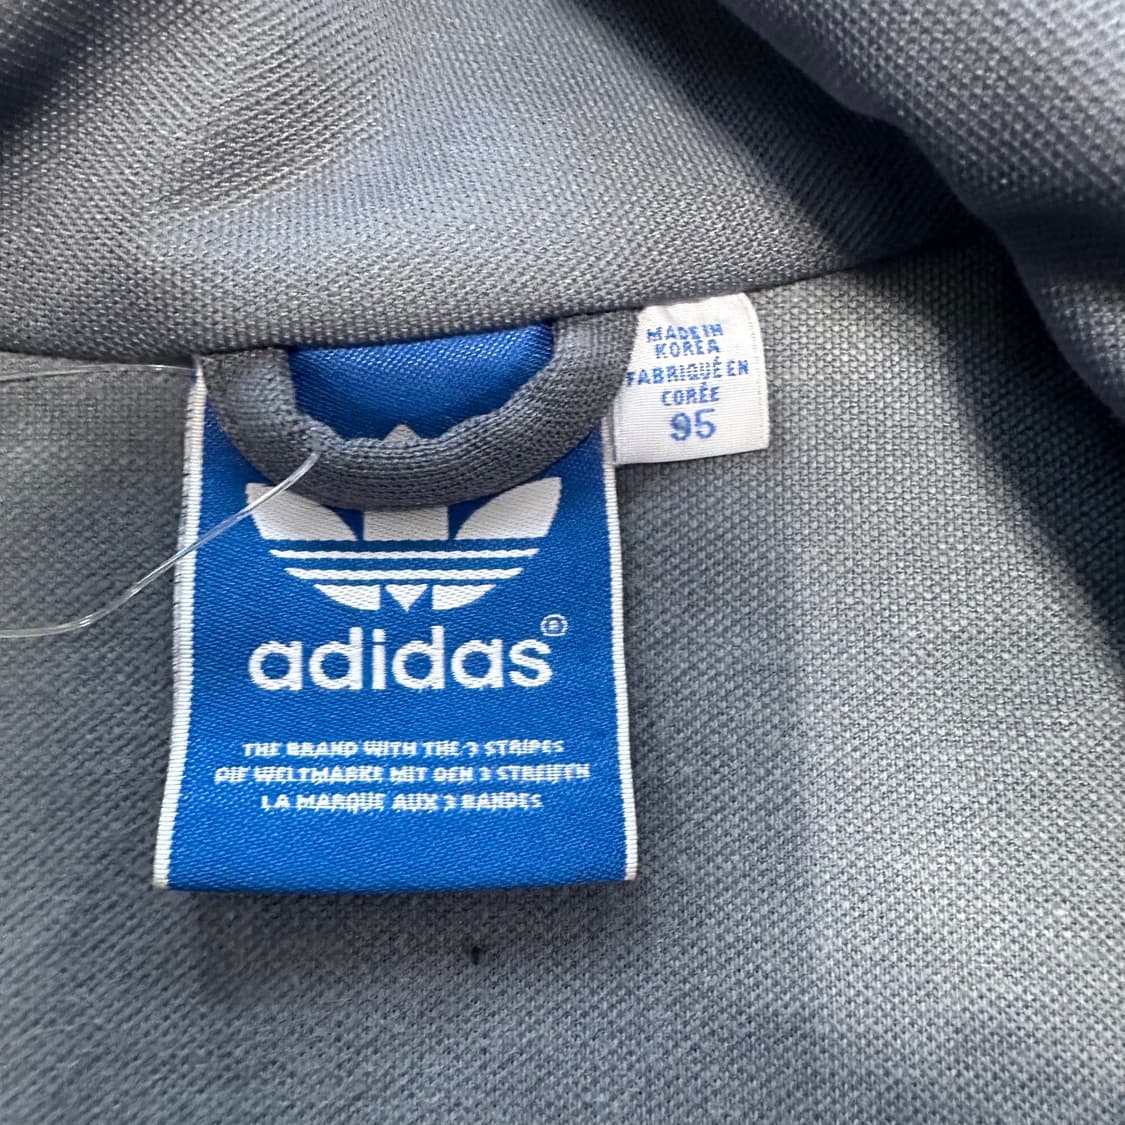 MADE IN
KOREA
FABRIQUÉ EN
CORÉE
95
adidas®
THE BRAND WITH THE 3 STRIPES
DIE WELTMARKE MIT DEN 3 STREIFEN
LA MARQUE AUX 3 BANDES